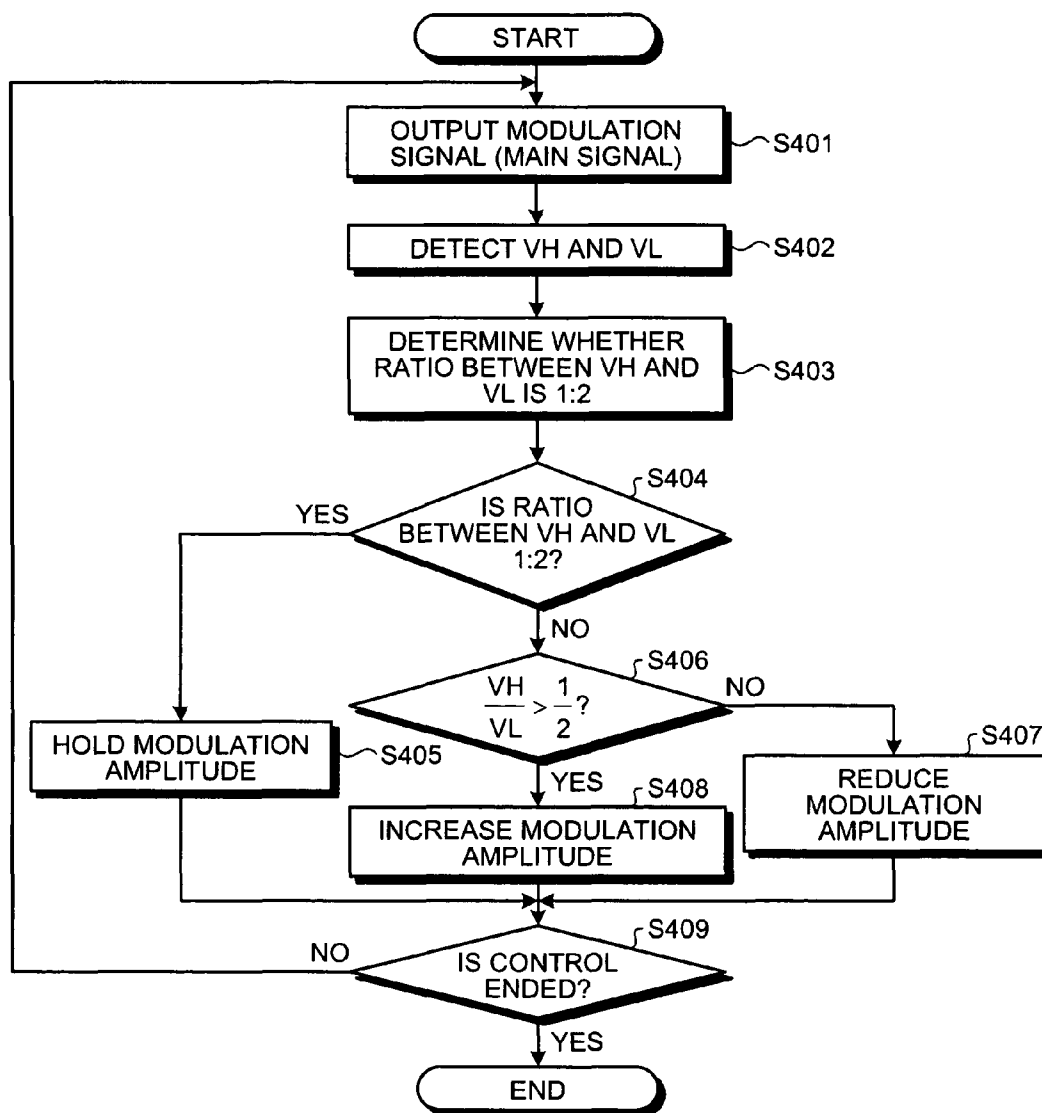 START
OUTPUT MODULATION
SIGNAL (MAIN SIGNAL)
S401
DETECT VH AND VL
S402
DETERMINE WHETHER
RATIO BETWEEN VH AND
VL IS 1:2
S403
S404
YES
IS RATIO
BETWEEN VH AND VL
1:2?
NO
S406
VH/VL > 1/2?
NO
YES
HOLD MODULATION
AMPLITUDE
S405
S407
REDUCE
MODULATION
AMPLITUDE
S408
INCREASE MODULATION
AMPLITUDE
S409
NO
IS CONTROL
ENDED?
YES
END